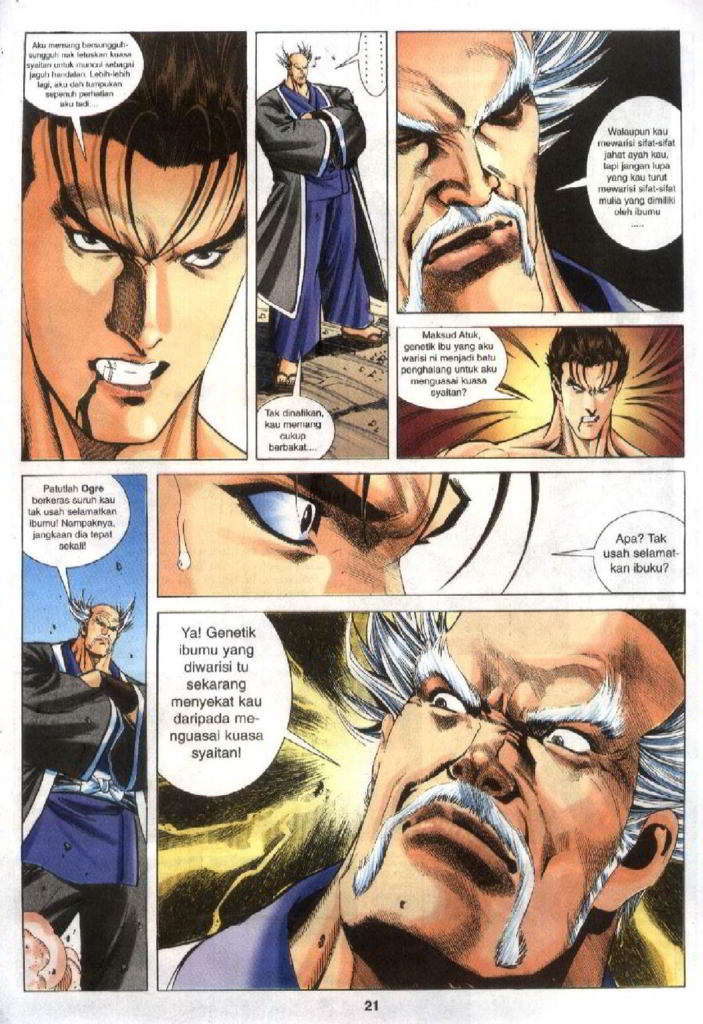 Aku memang bersungguh-
sungguh nak letuskan kuasa
syaitan untuk muncul sebagai
jaguh handalan. Lebih-lebih
lagi, aku dah tumpukan
sepenuh perhatian
aku tadi....
Tak dinafikan,
kau memang
cukup
berbakat....
Walaupun kau
mewarisi sifat-sifat
jahat ayah kau,
tapi jangan lupa
yang kau turut
mewarisi sifat-sifat
mulia yang dimiliki
oleh ibumu
.....
Maksud Atuk,
genetik ibu yang aku
warisi ni menjadi batu
penghalang untuk aku
menguasai kuasa
syaitan?
Patutlah Ogre
berkeras suruh kau
tak usah selamatkan
ibumu! Nampaknya,
jangkaan dia tepat
sekali!
Apa? Tak
usah selamat-
kan ibuku?
Ya! Genetik
ibumu yang
diwarisi tu
sekarang
menyekat kau
daripada me-
nguasai kuasa
syaitan!
21